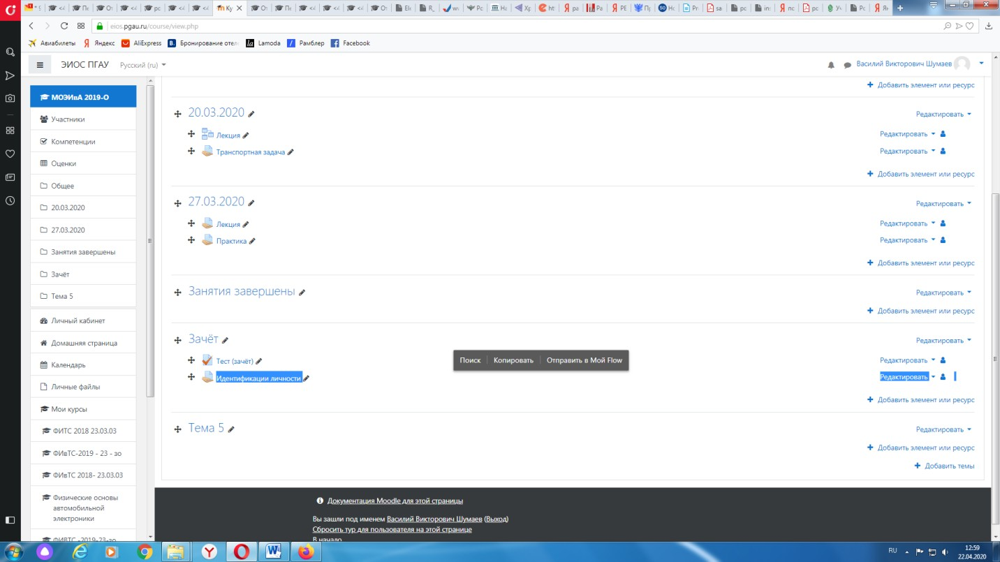 eios.pgau.ru/course/view.php
Авиабилеты Яндекс AliExpress Бронирование отел Lamoda Рамблер Facebook
ЭИОС ПГАУ Русский (ru) Василий Викторович Шумаев
МОЭИвА 2019-О
Участники
Компетенции
Оценки
Общее
20.03.2020
27.03.2020
Занятия завершены
Зачёт
Тема 5
Личный кабинет
Домашняя страница
Календарь
Личные файлы
Мои курсы
ФИТС 2018 23.03.03
ФИвТС-2019 - 23 - зо
ФИвТС 2018- 23.03.03
Физические основы
автомобильной
электроники
ФИВТС -2019-23-зо
Добавить элемент или ресурс
20.03.2020 Редактировать
Лекция Редактировать
Транспортная задача Редактировать
Добавить элемент или ресурс
27.03.2020 Редактировать
Лекция Редактировать
Практика Редактировать
Добавить элемент или ресурс
Занятия завершены Редактировать
Добавить элемент или ресурс
Зачёт Редактировать
Тест (зачёт) Редактировать
Поиск Копировать Отправить в Мой Flow
Идентификации личности Редактировать
Добавить элемент или ресурс
Тема 5 Редактировать
Добавить элемент или ресурс
Добавить темы
Документация Moodle для этой страницы
Вы зашли под именем Василий Викторович Шумаев (Выход)
Сбросить тур для пользователя на этой странице
В начало
RU 12:59
22.04.2020